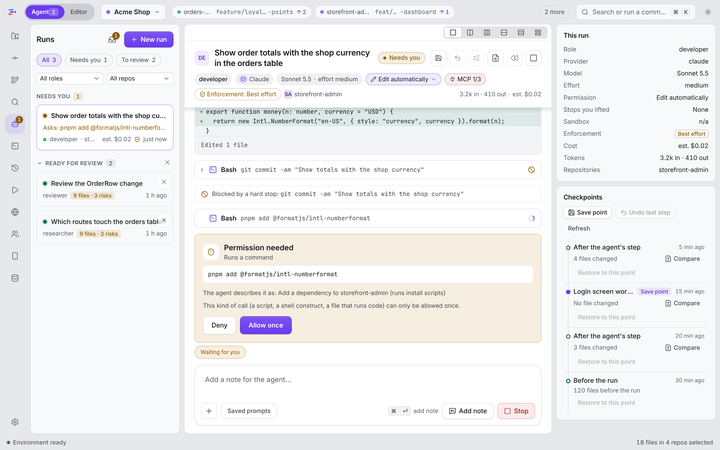 Agent 1
Editor
Acme Shop
orders-... feature/loyal...-points ↑ 2
storefront-ad... feat/... -dashboard ↑ 1
2 more
Search or run a comm... ⌘ K
Runs
1
+ New run
All 3
Needs you 1
To review 2
All roles
All repos
NEEDS YOU 1
Show order totals with the shop cu...
Asks: pnpm add @formatjs/intl-numberfo...
developer · st... est. $0.02 just now
READY FOR REVIEW 2
Review the OrderRow change
reviewer 9 files · 3 risks 1 h ago
Which routes touch the orders tabl
researcher 9 files · 3 risks 1 h ago
DE
Show order totals with the shop currency
in the orders table
Needs you
developer
Claude
Sonnet 5.5 · effort medium
Edit automatically
MCP 1/3
Enforcement: Best effort
SA storefront-admin
3.2k in · 410 out · est. $0.02
+ export function money(n: number, currency = "USD") {
+ return new Intl.NumberFormat("en-US", { style: "currency", currency }).format(n);
}
Edited 1 file
Bash git commit -am "Show totals with the shop currency"
Blocked by a hard stop: git commit -am "Show totals with the shop currency"
Bash pnpm add @formatjs/intl-numberformat
Permission needed
Runs a command
pnpm add @formatjs/intl-numberformat
The agent describes it as: Add a dependency to storefront-admin (runs install scripts)
This kind of call (a script, a shell construct, a file that runs code) can only be allowed once.
Deny
Allow once
Waiting for you
Add a note for the agent...
+
Saved prompts
⌘ ⏎ add note
Add note
Stop
This run
Role developer
Provider claude
Model Sonnet 5.5
Effort medium
Permission Edit automatically
Stops you lifted None
Sandbox n/a
Enforcement Best effort
Cost est. $0.02
Tokens 3.2k in · 410 out
Repositories storefront-admin
Checkpoints
Save point
Undo last step
Refresh
After the agent's step 5 min ago
4 files changed Compare
Restore to this point
Login screen wor... Save point 15 min ago
No file changed Compare
Restore to this point
After the agent's step 20 min ago
3 files changed Compare
Restore to this point
Before the run 30 min ago
120 files before the run
Restore to this point
Environment ready
18 files in 4 repos selected